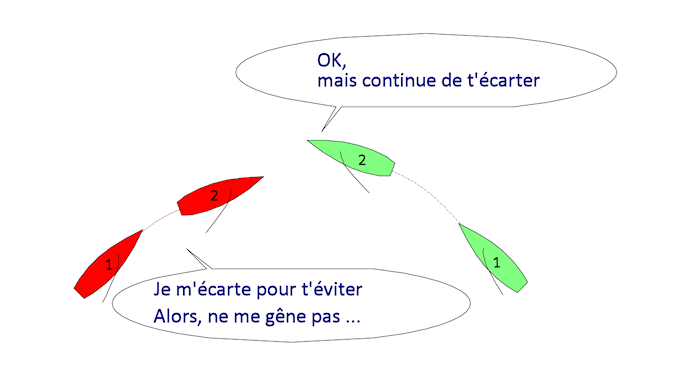 OK,
mais continue de t'écarter
2
2
1
1
Je m'écarte pour t'éviter
Alors, ne me gêne pas ...